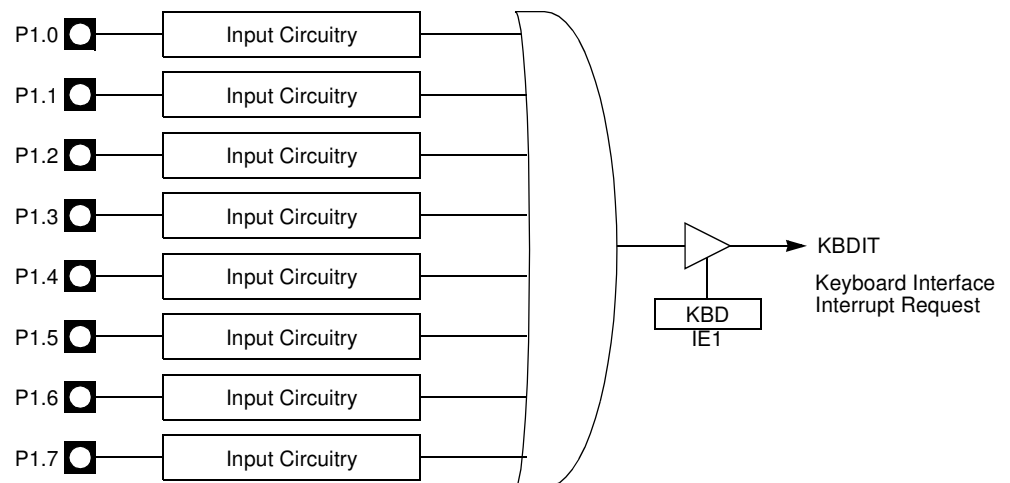 P1.0 Input Circuitry
P1.1 Input Circuitry
P1.2 Input Circuitry
P1.3 Input Circuitry
P1.4 Input Circuitry
P1.5 Input Circuitry
P1.6 Input Circuitry
P1.7 Input Circuitry
KBDIT
Keyboard Interface
Interrupt Request
KBD
IE1